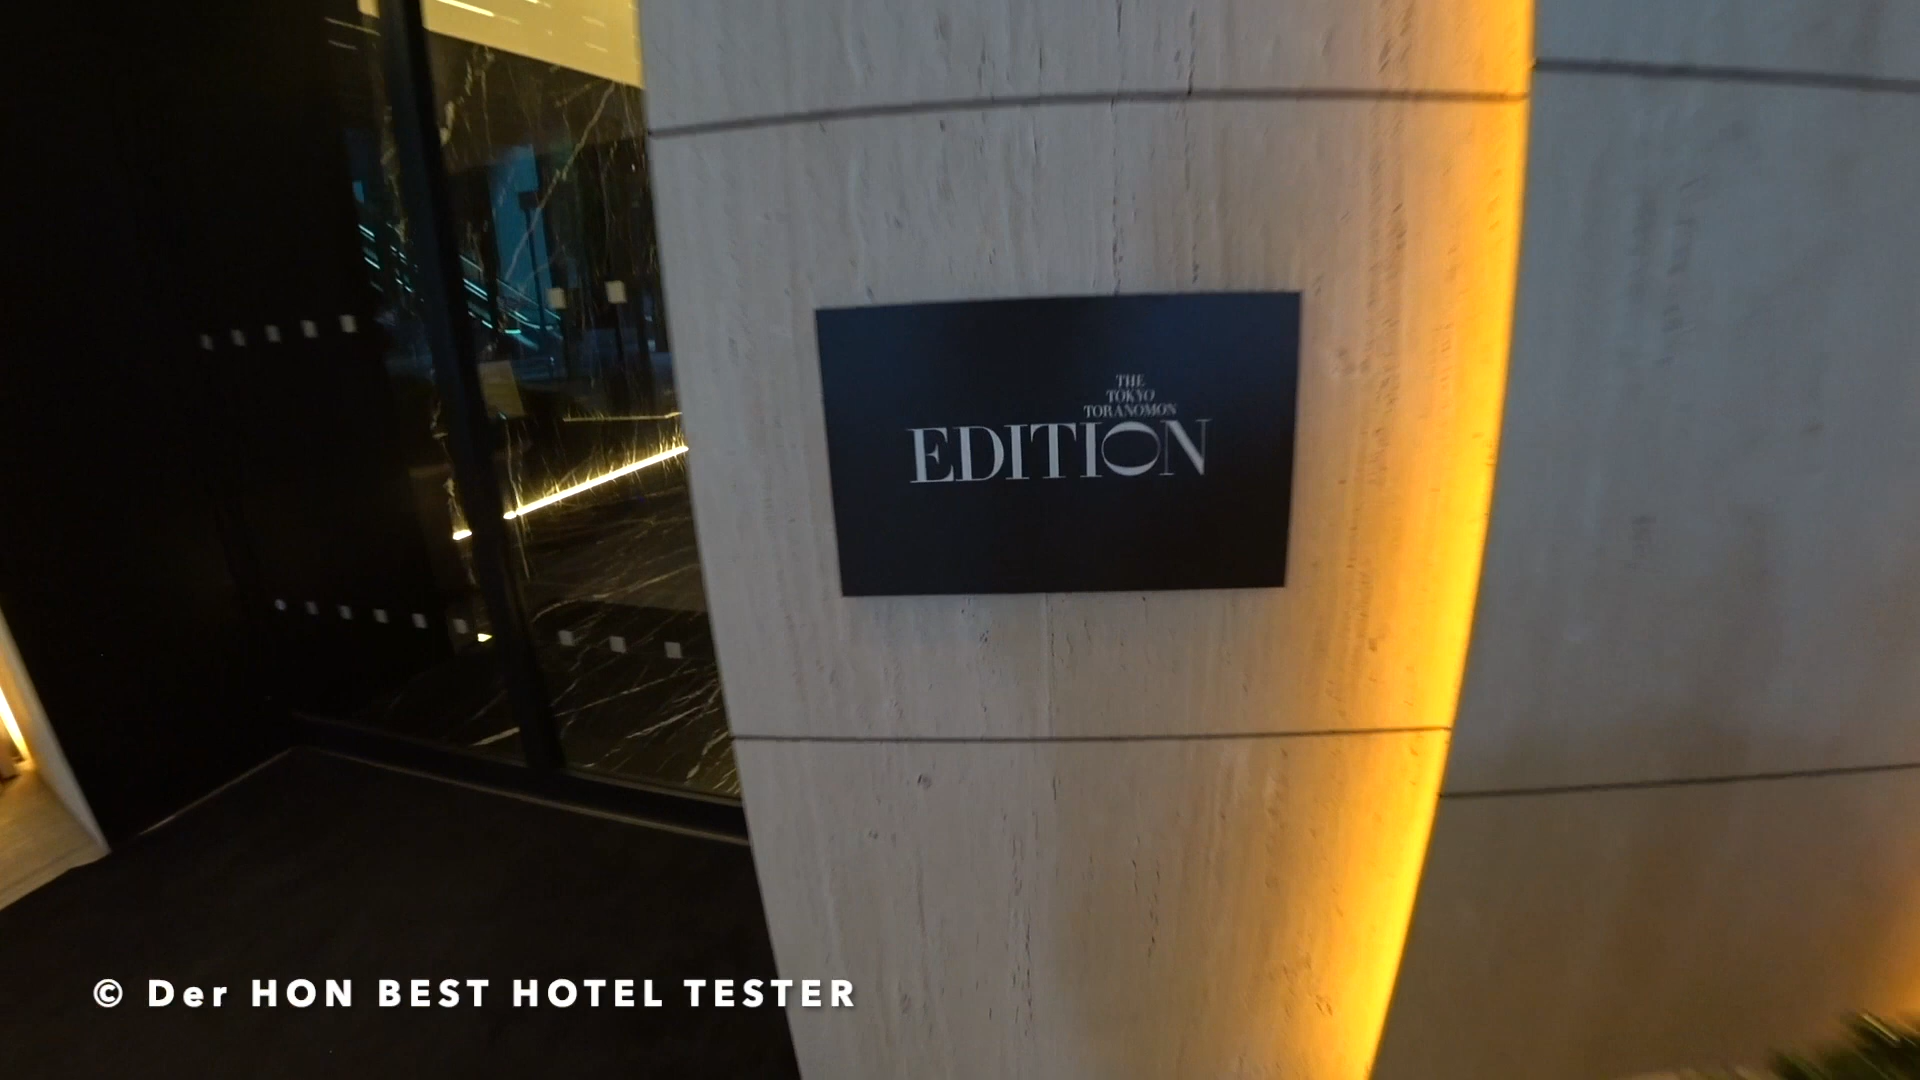 THE
TOKYO
TORANOMON
EDITION
© Der HON BEST HOTEL TESTER